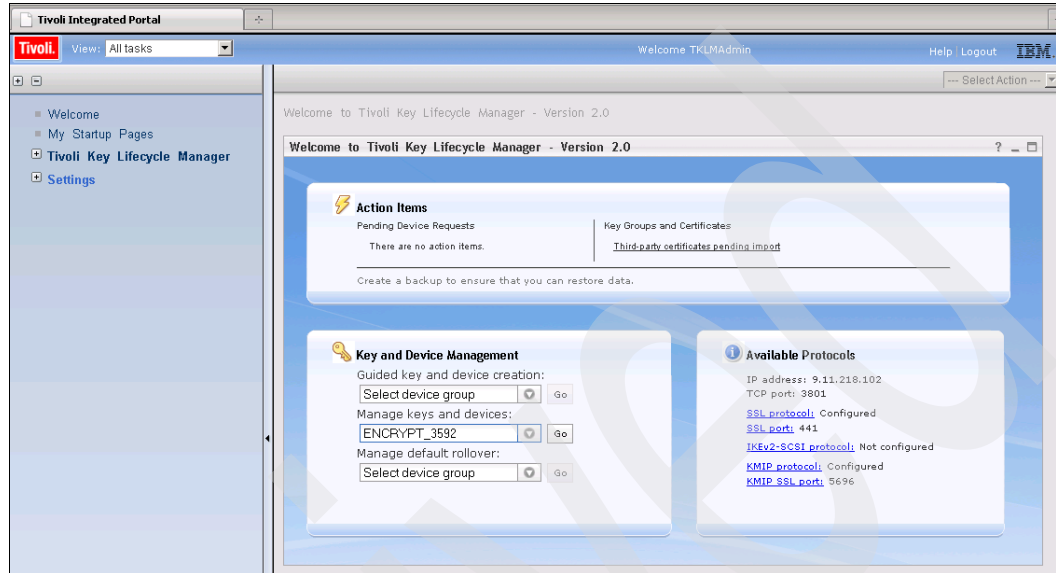 Tivoli Integrated Portal
Tivoli. View: All tasks Welcome TKLMAdmin Help Logout IBM.
--- Select Action ---
Welcome
My Startup Pages
Tivoli Key Lifecycle Manager
Settings
Welcome to Tivoli Key Lifecycle Manager - Version 2.0
Welcome to Tivoli Key Lifecycle Manager - Version 2.0
Action Items
Pending Device Requests
There are no action items.
Key Groups and Certificates
Third-party certificates pending import
Create a backup to ensure that you can restore data.
Key and Device Management
Guided key and device creation:
Select device group Go
Manage keys and devices:
ENCRYPT_3592 Go
Manage default rollover:
Select device group Go
Available Protocols
IP address: 9.11.218.102
TCP port: 3801
SSL protocol: Configured
SSL port: 441
IKEv2-SCSI protocol: Not configured
KMIP protocol: Configured
KMIP SSL port: 5696